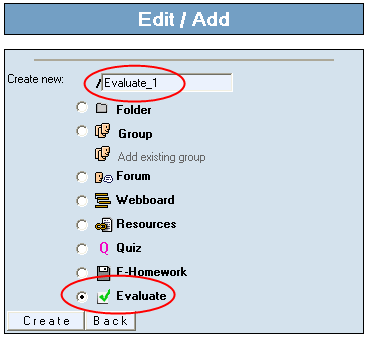 Edit / Add
Create new: /Evaluate_1
Folder
Group
Add existing group
Forum
Webboard
Resources
Q Quiz
E-Homework
Evaluate
Create Back